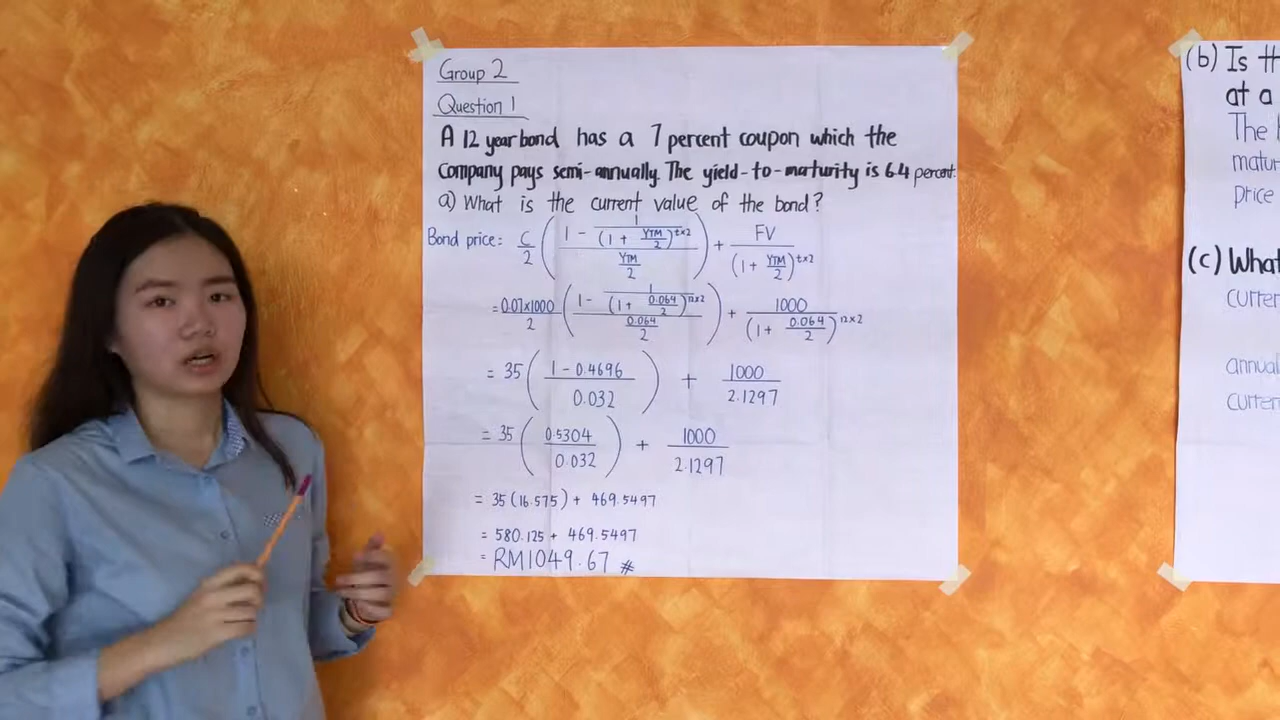 Group 2
Question 1
A 12 year bond has a 7 percent coupon which the
company pays semi-annually. The yield-to-maturity is 6.4 percent.
a) What is the current value of the bond?
Bond price: C/2 ( (1 - 1/(1 + YTM/2)^t×2) / (YTM/2) ) + FV/(1 + YTM/2)^t×2
= 0.07×1000/2 ( (1 - 1/(1 + 0.064/2)^12×2) / (0.064/2) ) + 1000/(1 + 0.064/2)^12×2
= 35 ( (1 - 0.4696)/0.032 ) + 1000/2.1297
= 35 ( 0.5304/0.032 ) + 1000/2.1297
= 35 (16.575) + 469.5497
= 580.125 + 469.5497
= RM1049.67 #
(b) Is
at a
The
price
(c) What
annual